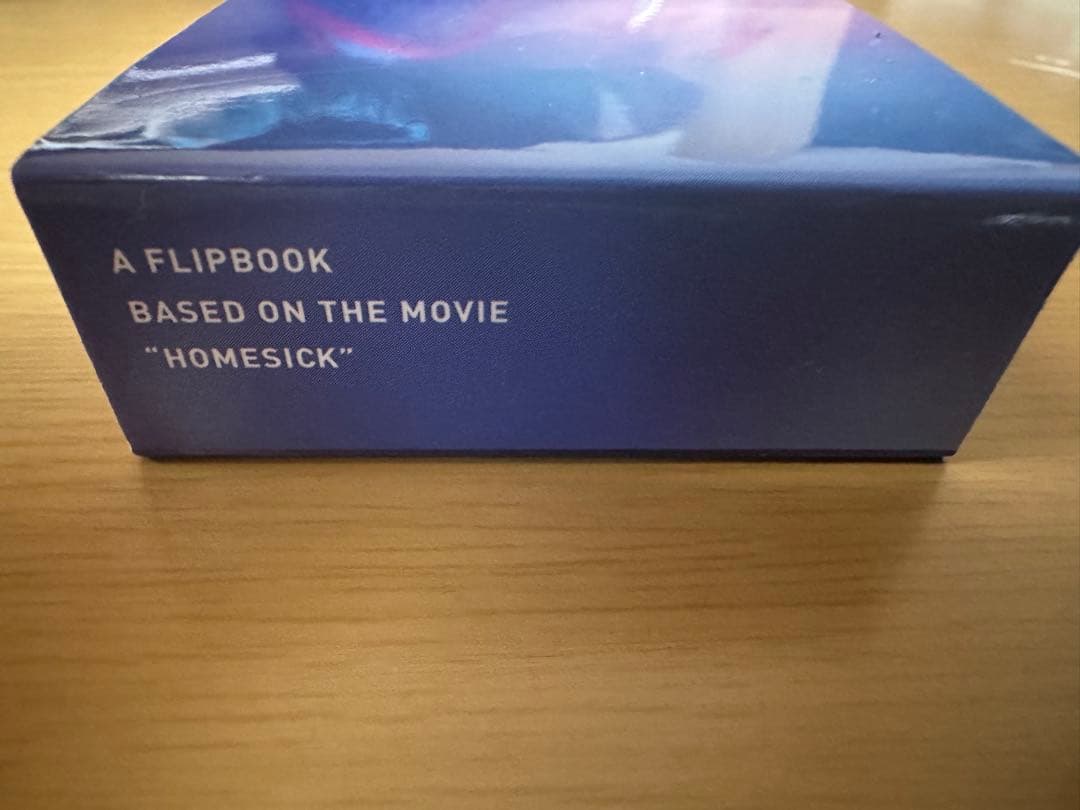 A FLIPBOOK
BASED ON THE MOVIE
“HOMESICK”